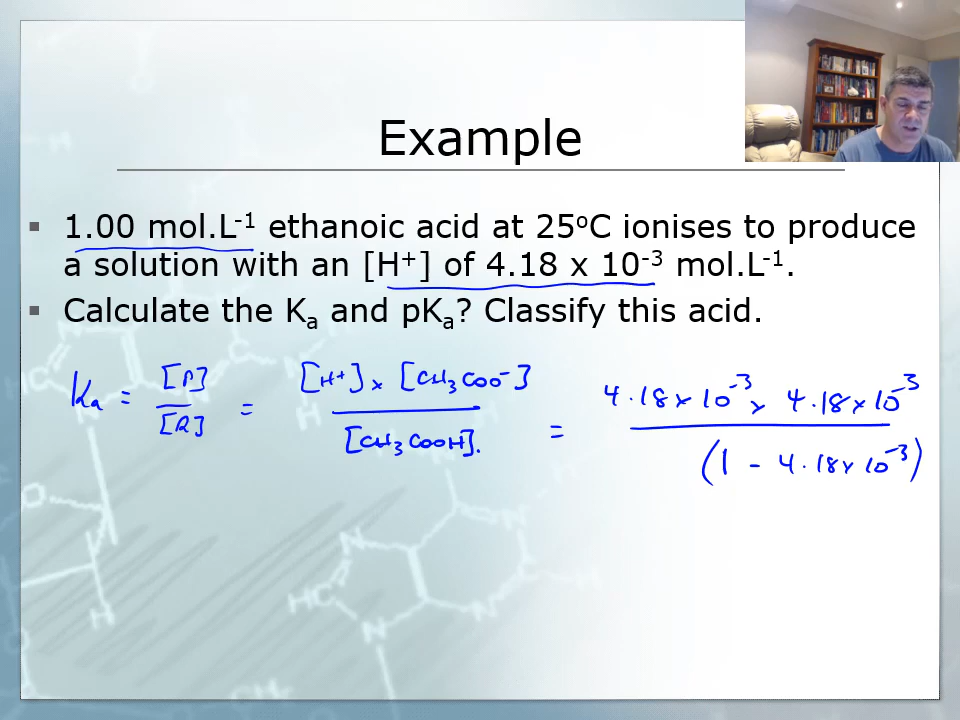 Example
▪ 1.00 mol.L⁻¹ ethanoic acid at 25ºC ionises to produce
a solution with an [H⁺] of 4.18 x 10⁻³ mol.L⁻¹.
▪ Calculate the Kₐ and pKₐ? Classify this acid.
Kₐ = [P] / [R] = [H⁺] × [CH₃COO⁻] / [CH₃COOH]. = 4.18 × 10⁻³ × 4.18 × 10⁻³ / (1 - 4.18 × 10⁻³)